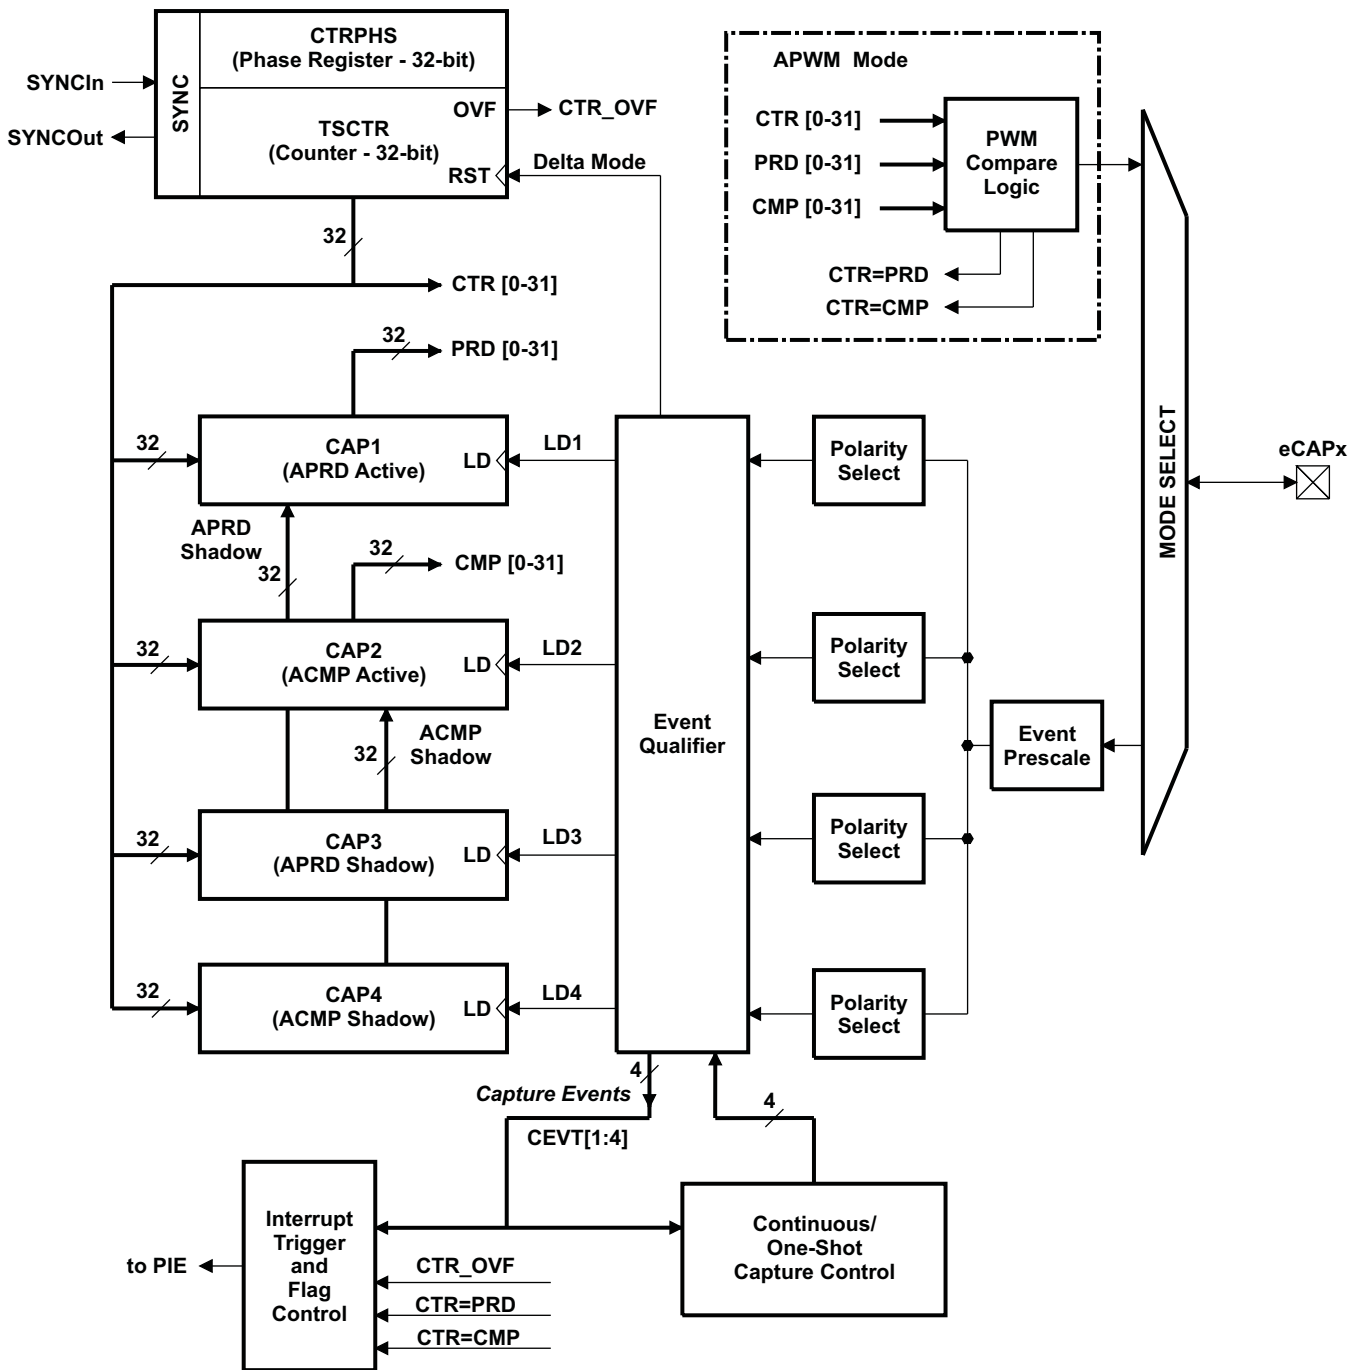 CTRPHS
(Phase Register - 32-bit)
SYNC
SYNCIn
SYNCOut
OVF
CTR_OVF
TSCTR
(Counter - 32-bit)
RST
Delta Mode
APWM Mode
CTR [0-31]
PRD [0-31]
CMP [0-31]
PWM
Compare
Logic
CTR=PRD
CTR=CMP
32
CTR [0-31]
32
PRD [0-31]
32
CAP1
(APRD Active)
LD
LD1
Polarity
Select
MODE SELECT
eCAPx
APRD
Shadow
32
32
CMP [0-31]
32
CAP2
(ACMP Active)
LD
LD2
Polarity
Select
Event
Qualifier
Event
Prescale
32
ACMP
Shadow
32
CAP3
(APRD Shadow)
LD
LD3
Polarity
Select
32
CAP4
(ACMP Shadow)
LD
LD4
Polarity
Select
4
Capture Events
CEVT[1:4]
4
Interrupt
Trigger
and
Flag
Control
to PIE
CTR_OVF
CTR=PRD
CTR=CMP
Continuous/
One-Shot
Capture Control